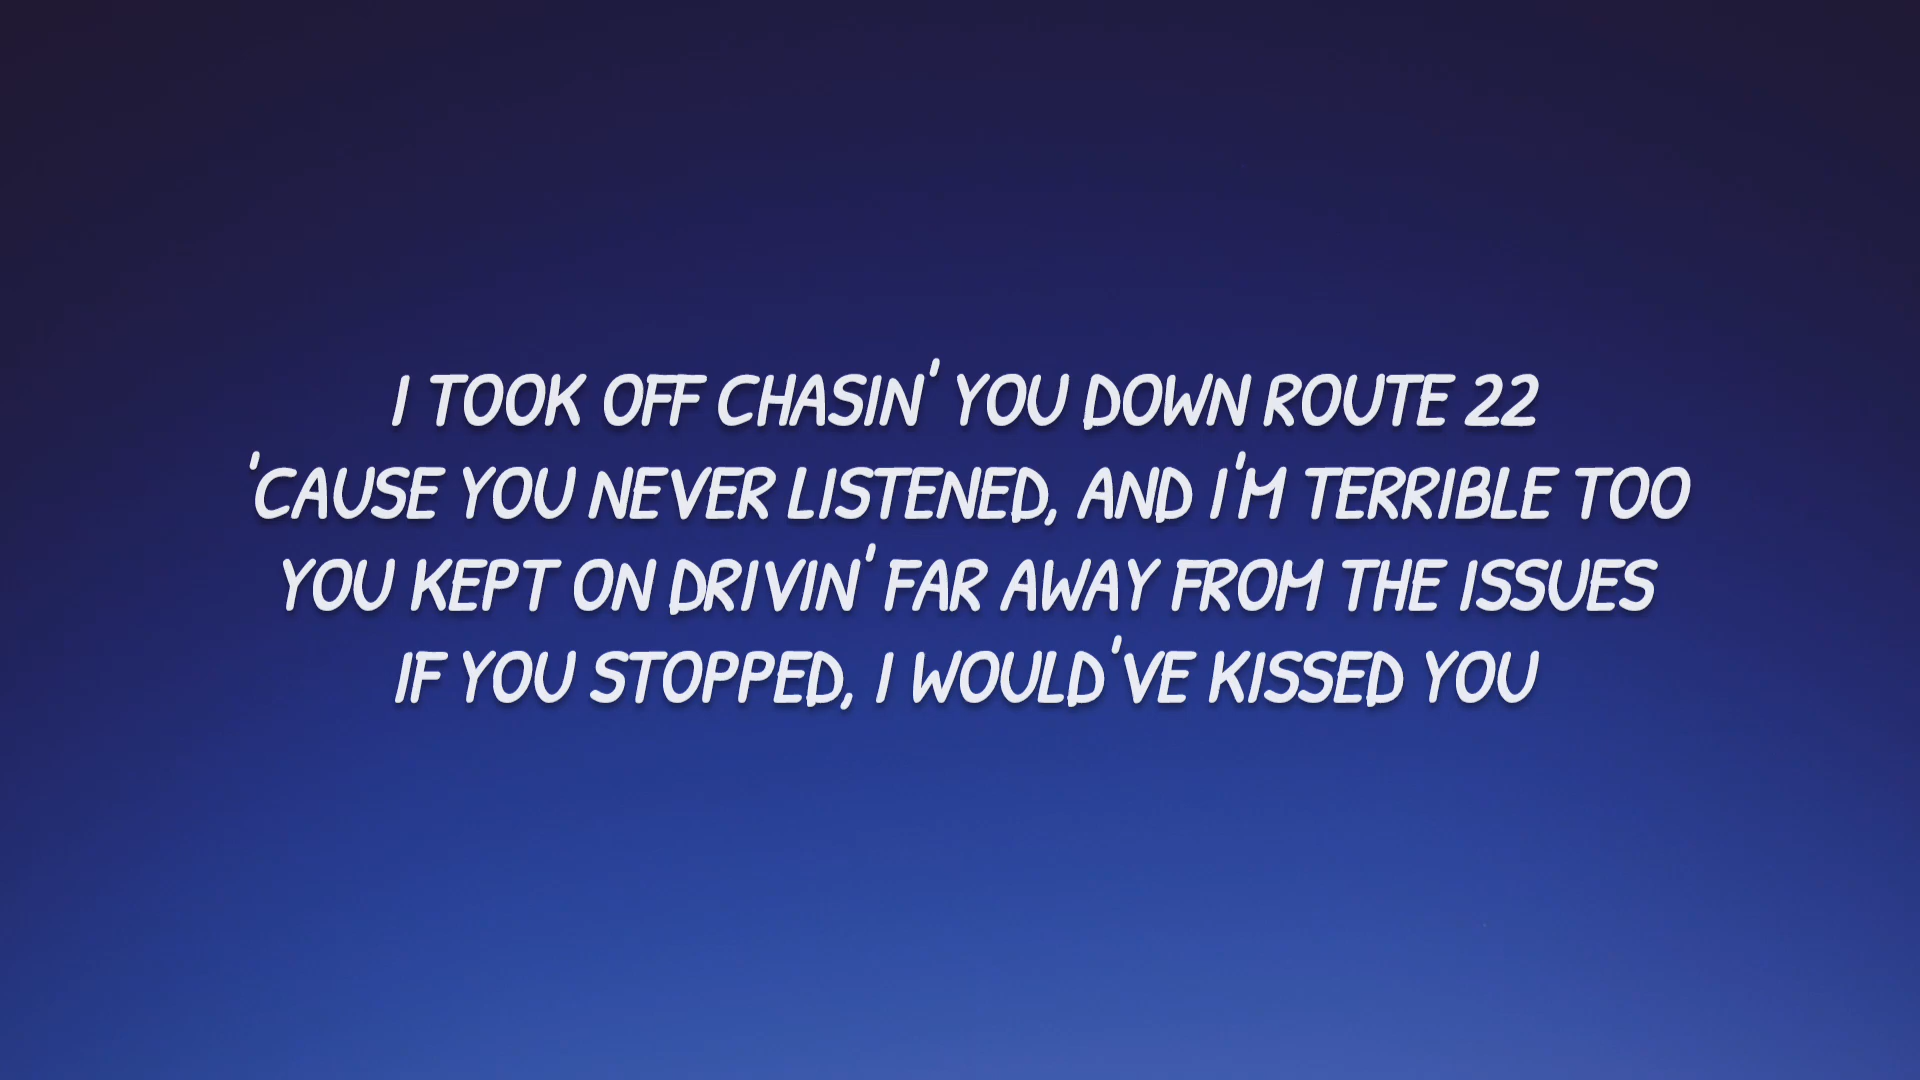 I TOOK OFF CHASIN' YOU DOWN ROUTE 22
'CAUSE YOU NEVER LISTENED, AND I'M TERRIBLE TOO
YOU KEPT ON DRIVIN' FAR AWAY FROM THE ISSUES
IF YOU STOPPED, I WOULD'VE KISSED YOU